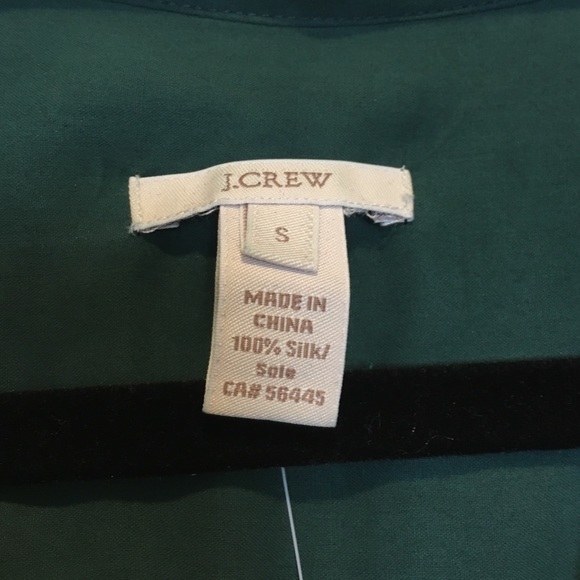 J.CREW
S
MADE IN
CHINA
100% Silk/
Soie
CA# 56445